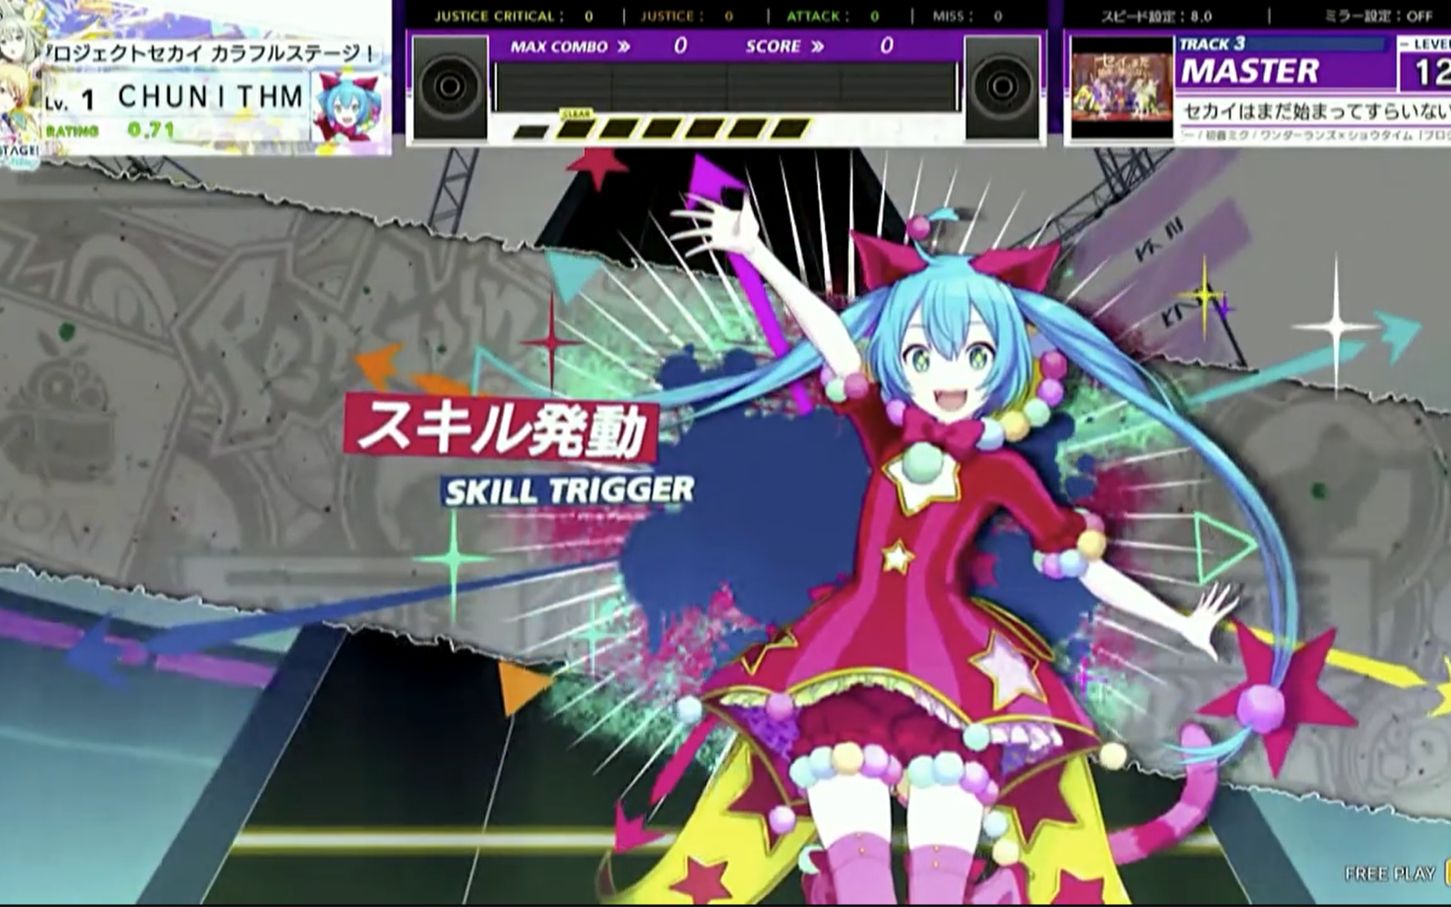 JUSTICE CRITICAL : 0 | JUSTICE : 0 | ATTACK : 0 | MISS : 0
スピード設定 : 8.0 | ミラー設定 : OFF
プロジェクトセカイ カラフルステージ！
Lv. 1 CHUNITHM
RATING 0.71
STAGE!
MAX COMBO 0 SCORE 0
CLEAR
TRACK 3
MASTER
LEVEL
12
セカイはまだ始まってすらいない
/ 初音ミク / ワンダーランズ×ショウタイム「プロ
スキル発動
SKILL TRIGGER
FREE PLAY